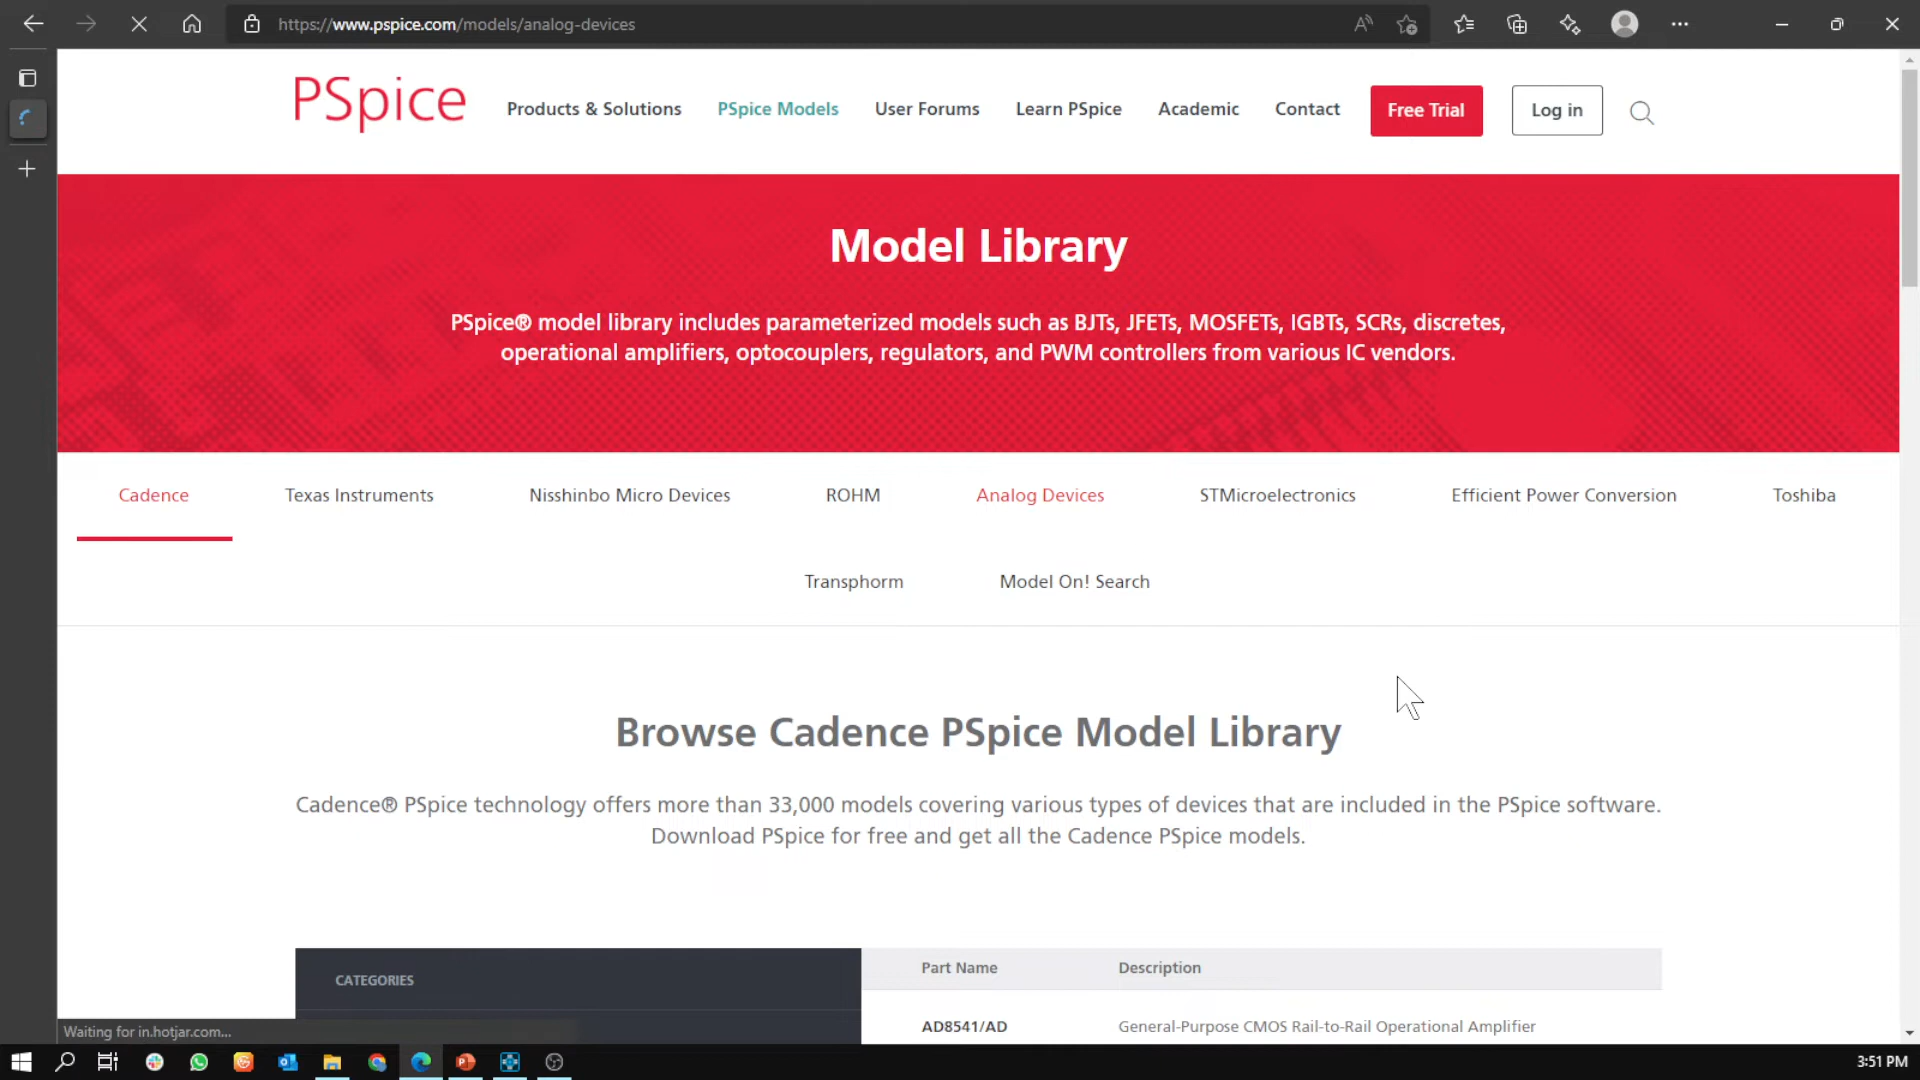 https://www.pspice.com/models/analog-devices
PSpice
Products & Solutions
PSpice Models
User Forums
Learn PSpice
Academic
Contact
Free Trial
Log in
Model Library
PSpice® model library includes parameterized models such as BJTs, JFETs, MOSFETs, IGBTs, SCRs, discretes,
operational amplifiers, optocouplers, regulators, and PWM controllers from various IC vendors.
Cadence
Texas Instruments
Nisshinbo Micro Devices
ROHM
Analog Devices
STMicroelectronics
Efficient Power Conversion
Toshiba
Transphorm
Model On! Search
Browse Cadence PSpice Model Library
Cadence® PSpice technology offers more than 33,000 models covering various types of devices that are included in the PSpice software.
Download PSpice for free and get all the Cadence PSpice models.
CATEGORIES
Part Name
Description
AD8541/AD
General-Purpose CMOS Rail-to-Rail Operational Amplifier
Waiting for in.hotjar.com...
3:51 PM